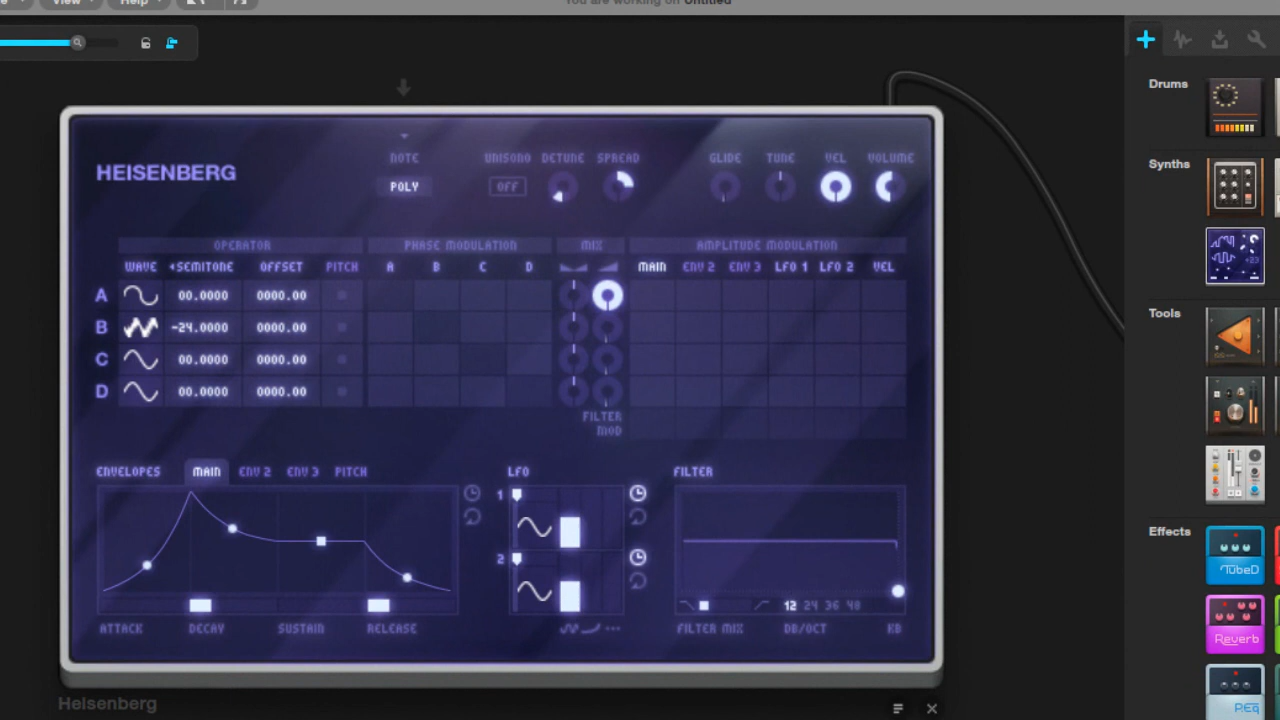 View
Help
You are working on Untitled
Drums
Synths
Tools
Effects
TubeD
Reverb
P.Eq
HEISENBERG
NOTE UNISONO DETUNE SPREAD GLIDE TUNE VEL VOLUME
POLY OFF
OPERATOR PHASE MODULATION MIX AMPLITUDE MODULATION
WAVE SEMITONE OFFSET PITCH A B C D MAIN ENV 2 ENV 3 LFO 1 LFO 2 VEL
A 00.0000 0000.00
B -24.0000 0000.00
C 00.0000 0000.00
D 00.0000 0000.00
FILTER
MOD
ENVELOPES MAIN ENV 2 ENV 3 PITCH LFO FILTER
1
2
12 24 36 48
ATTACK DECAY SUSTAIN RELEASE FILTER MIX DB/OCT KB
Heisenberg